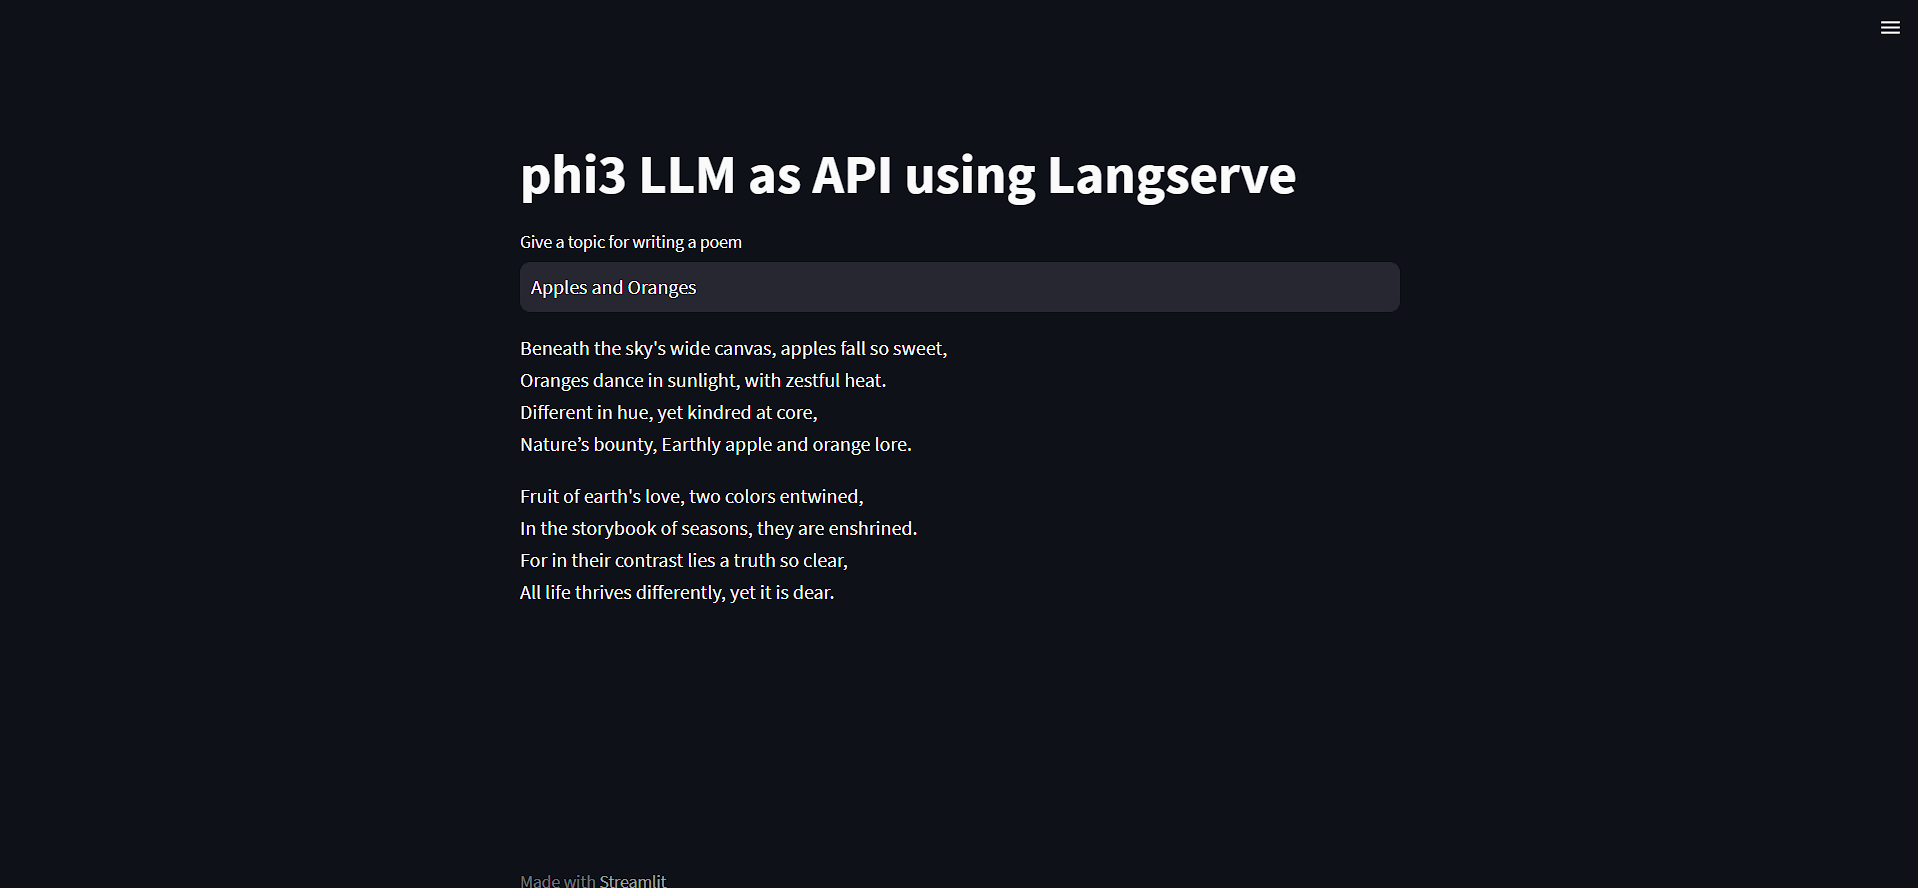 phi3 LLM as API using Langserve
Give a topic for writing a poem
Apples and Oranges
Beneath the sky's wide canvas, apples fall so sweet,
Oranges dance in sunlight, with zestful heat.
Different in hue, yet kindred at core,
Nature’s bounty, Earthly apple and orange lore.
Fruit of earth's love, two colors entwined,
In the storybook of seasons, they are enshrined.
For in their contrast lies a truth so clear,
All life thrives differently, yet it is dear.
Made with Streamlit